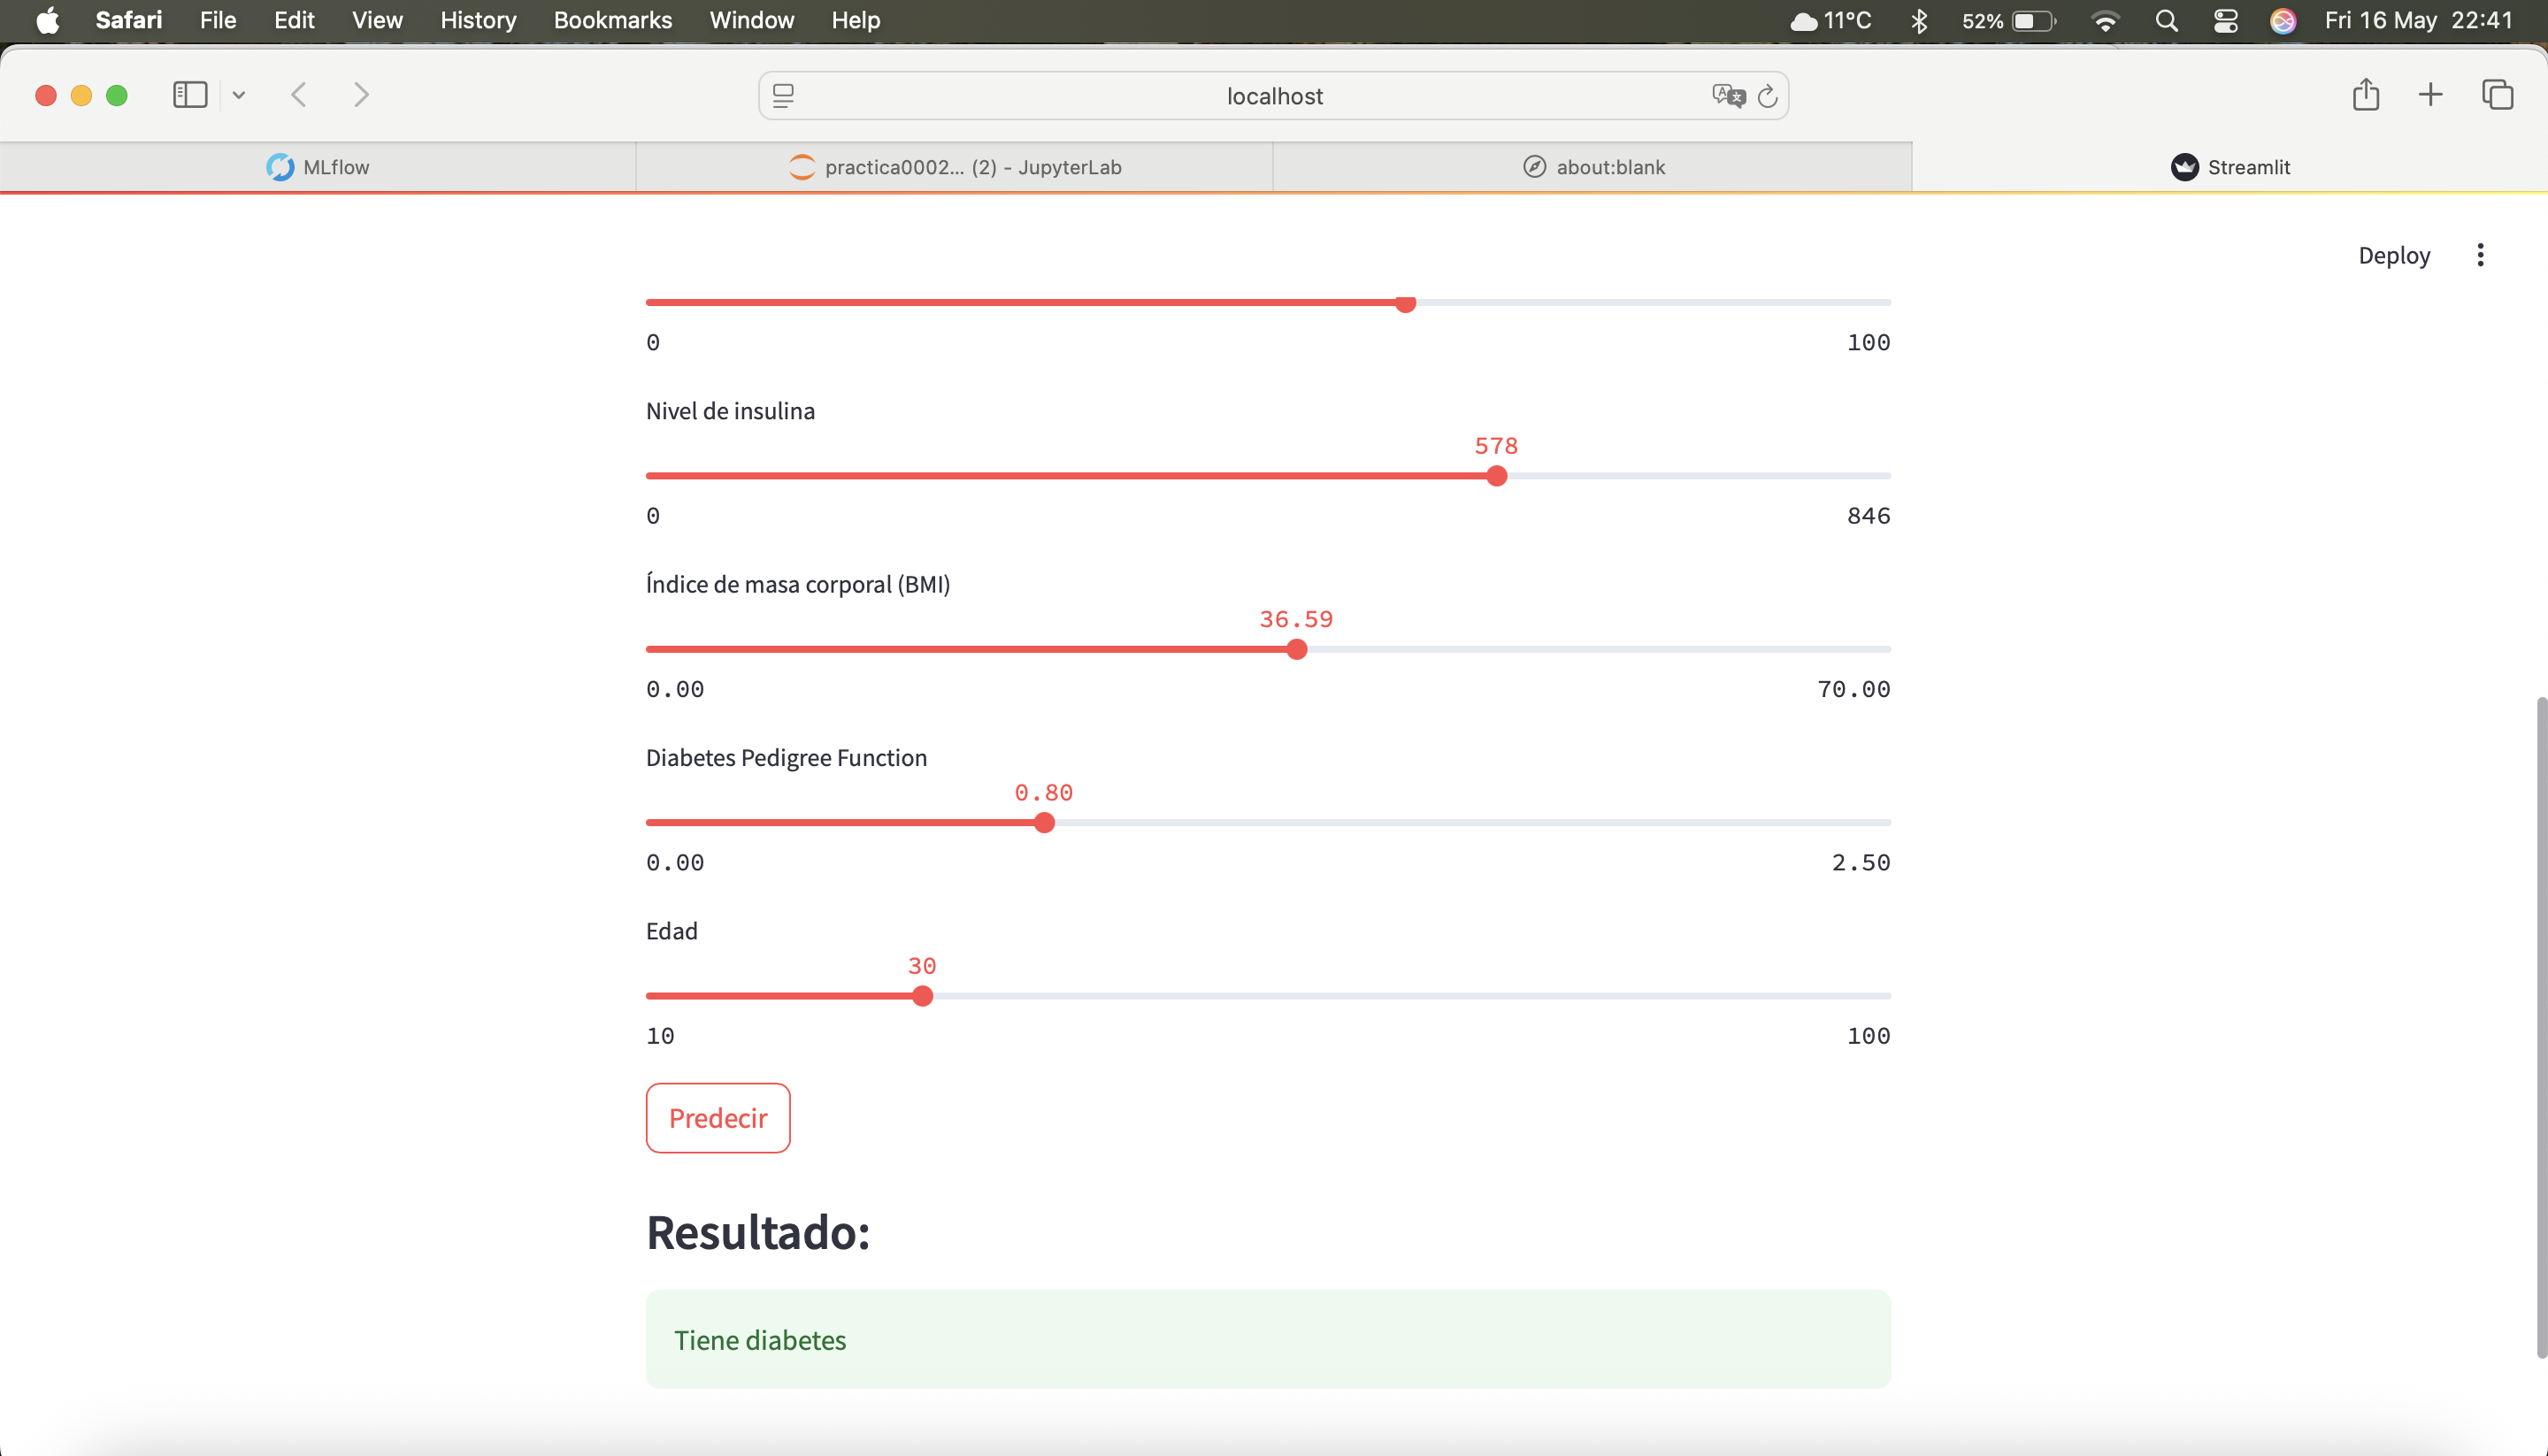 Safari File Edit View History Bookmarks Window Help 11°C 52% Fri 16 May 22:41
localhost
MLflow practica0002... (2) - JupyterLab about:blank Streamlit
Deploy
0 100
Nivel de insulina
578
0 846
Índice de masa corporal (BMI)
36.59
0.00 70.00
Diabetes Pedigree Function
0.80
0.00 2.50
Edad
30
10 100
Predecir
Resultado:
Tiene diabetes